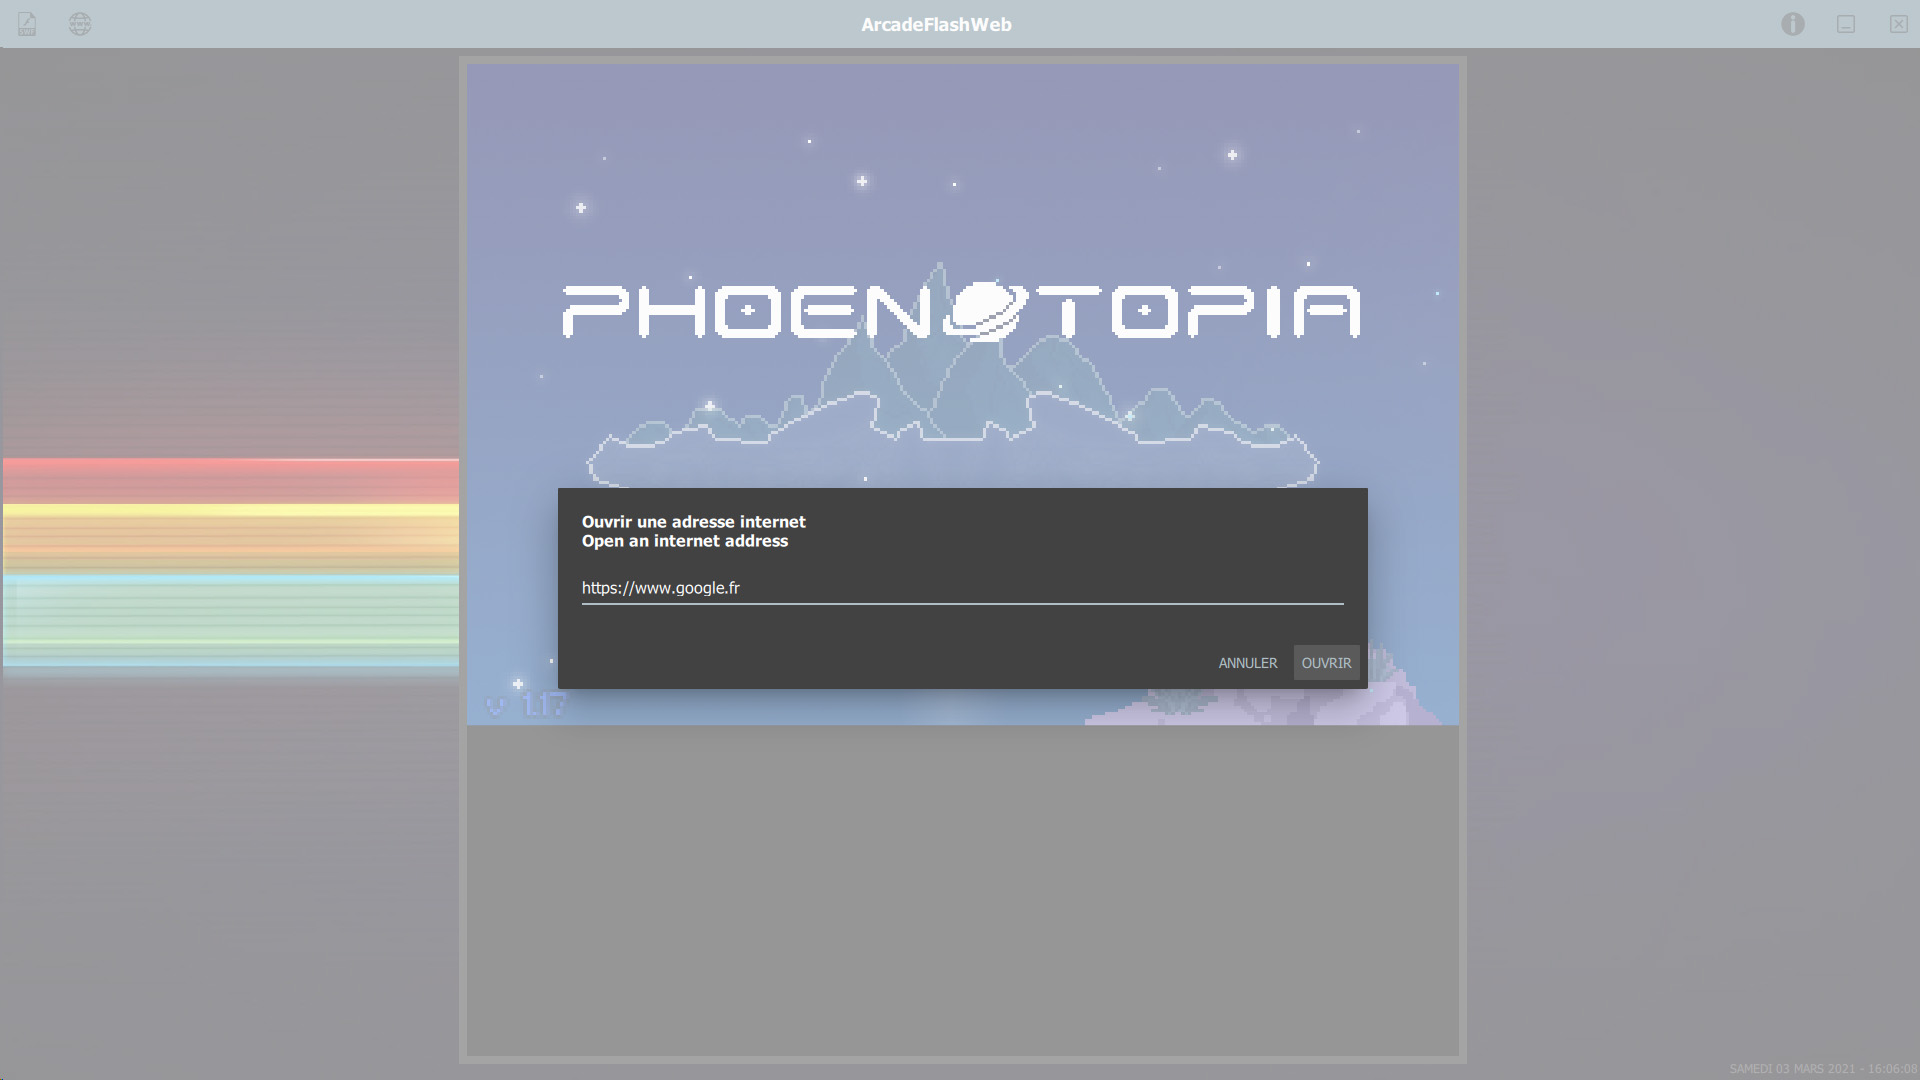 SWF
ArcadeFlashWeb
PHOENOTOPIA
Ouvrir une adresse internet
Open an internet address
https://www.google.fr
ANNULER OUVRIR
v 1.17
SAMEDI 03 MARS 2021 - 16:06:08